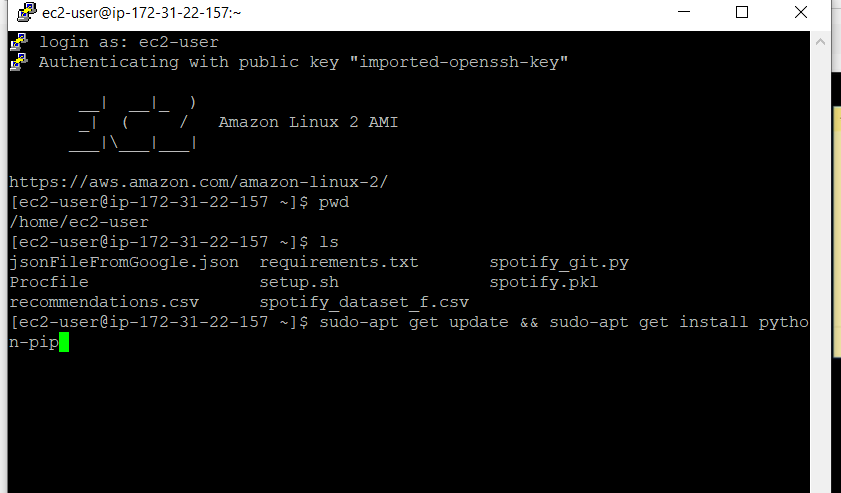 ec2-user@ip-172-31-22-157:~
login as: ec2-user
Authenticating with public key "imported-openssh-key"
__|  __|_  )
_|  (     /   Amazon Linux 2 AMI
___|\___|___|
https://aws.amazon.com/amazon-linux-2/
[ec2-user@ip-172-31-22-157 ~]$ pwd
/home/ec2-user
[ec2-user@ip-172-31-22-157 ~]$ ls
jsonFileFromGoogle.json  requirements.txt       spotify_git.py
Procfile                 setup.sh               spotify.pkl
recommendations.csv      spotify_dataset_f.csv
[ec2-user@ip-172-31-22-157 ~]$ sudo-apt get update && sudo-apt get install pytho
n-pip